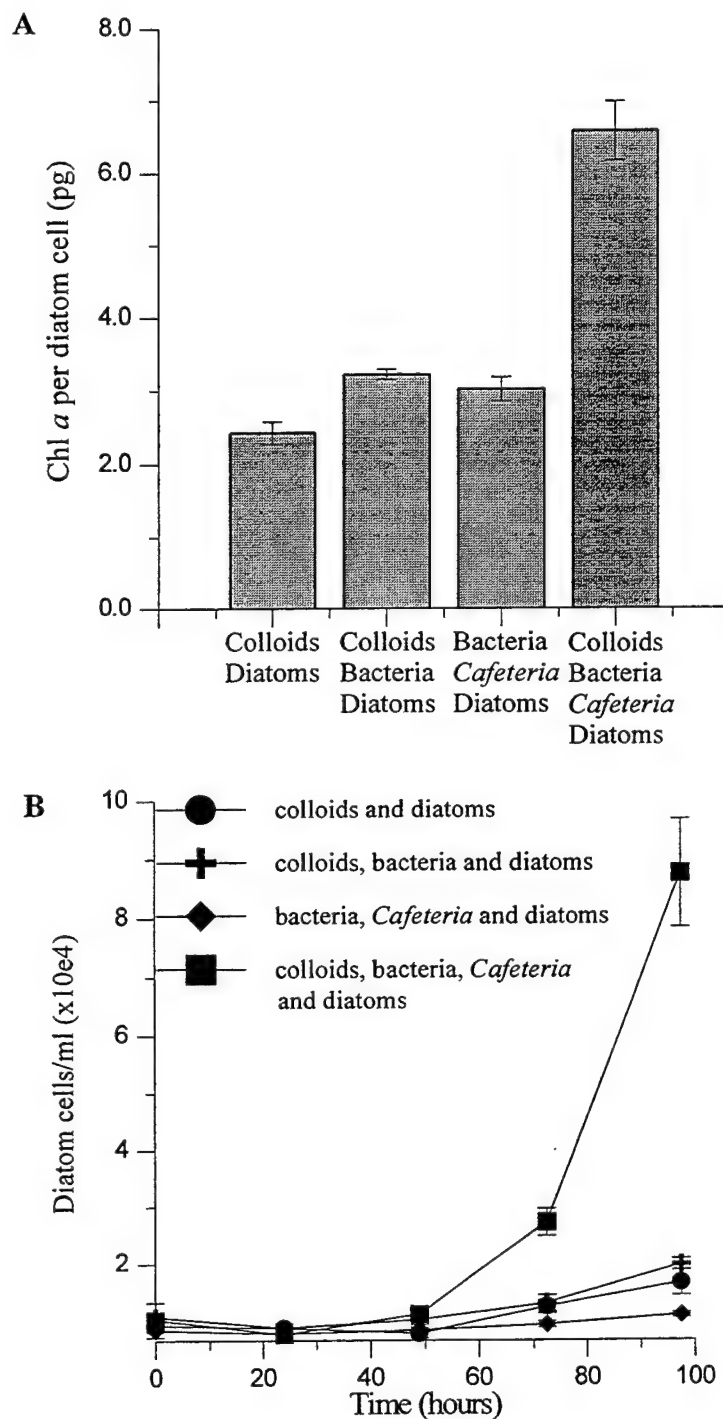 A
8.0
6.0
4.0
2.0
0.0
Chl a per diatom cell (pg)
Colloids
Diatoms
Colloids
Bacteria
Diatoms
Bacteria
Cafeteria
Diatoms
Colloids
Bacteria
Cafeteria
Diatoms
B
10
8
6
4
2
Diatom cells/ml (x10e4)
colloids and diatoms
colloids, bacteria and diatoms
bacteria, Cafeteria and diatoms
colloids, bacteria, Cafeteria
and diatoms
0 20 40 60 80 100
Time (hours)